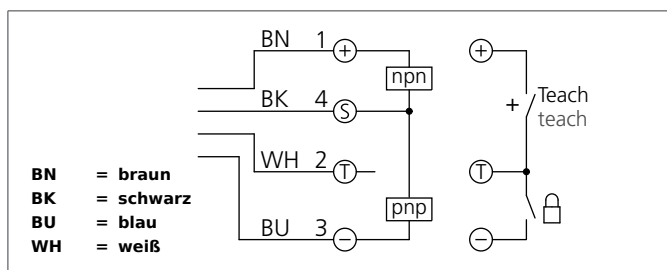 BN 1 + +
npn
BK 4 S + Teach
teach
WH 2 T T
BN = braun
BK = schwarz
pnp
BU = blau
BU 3 − −
WH = weiß